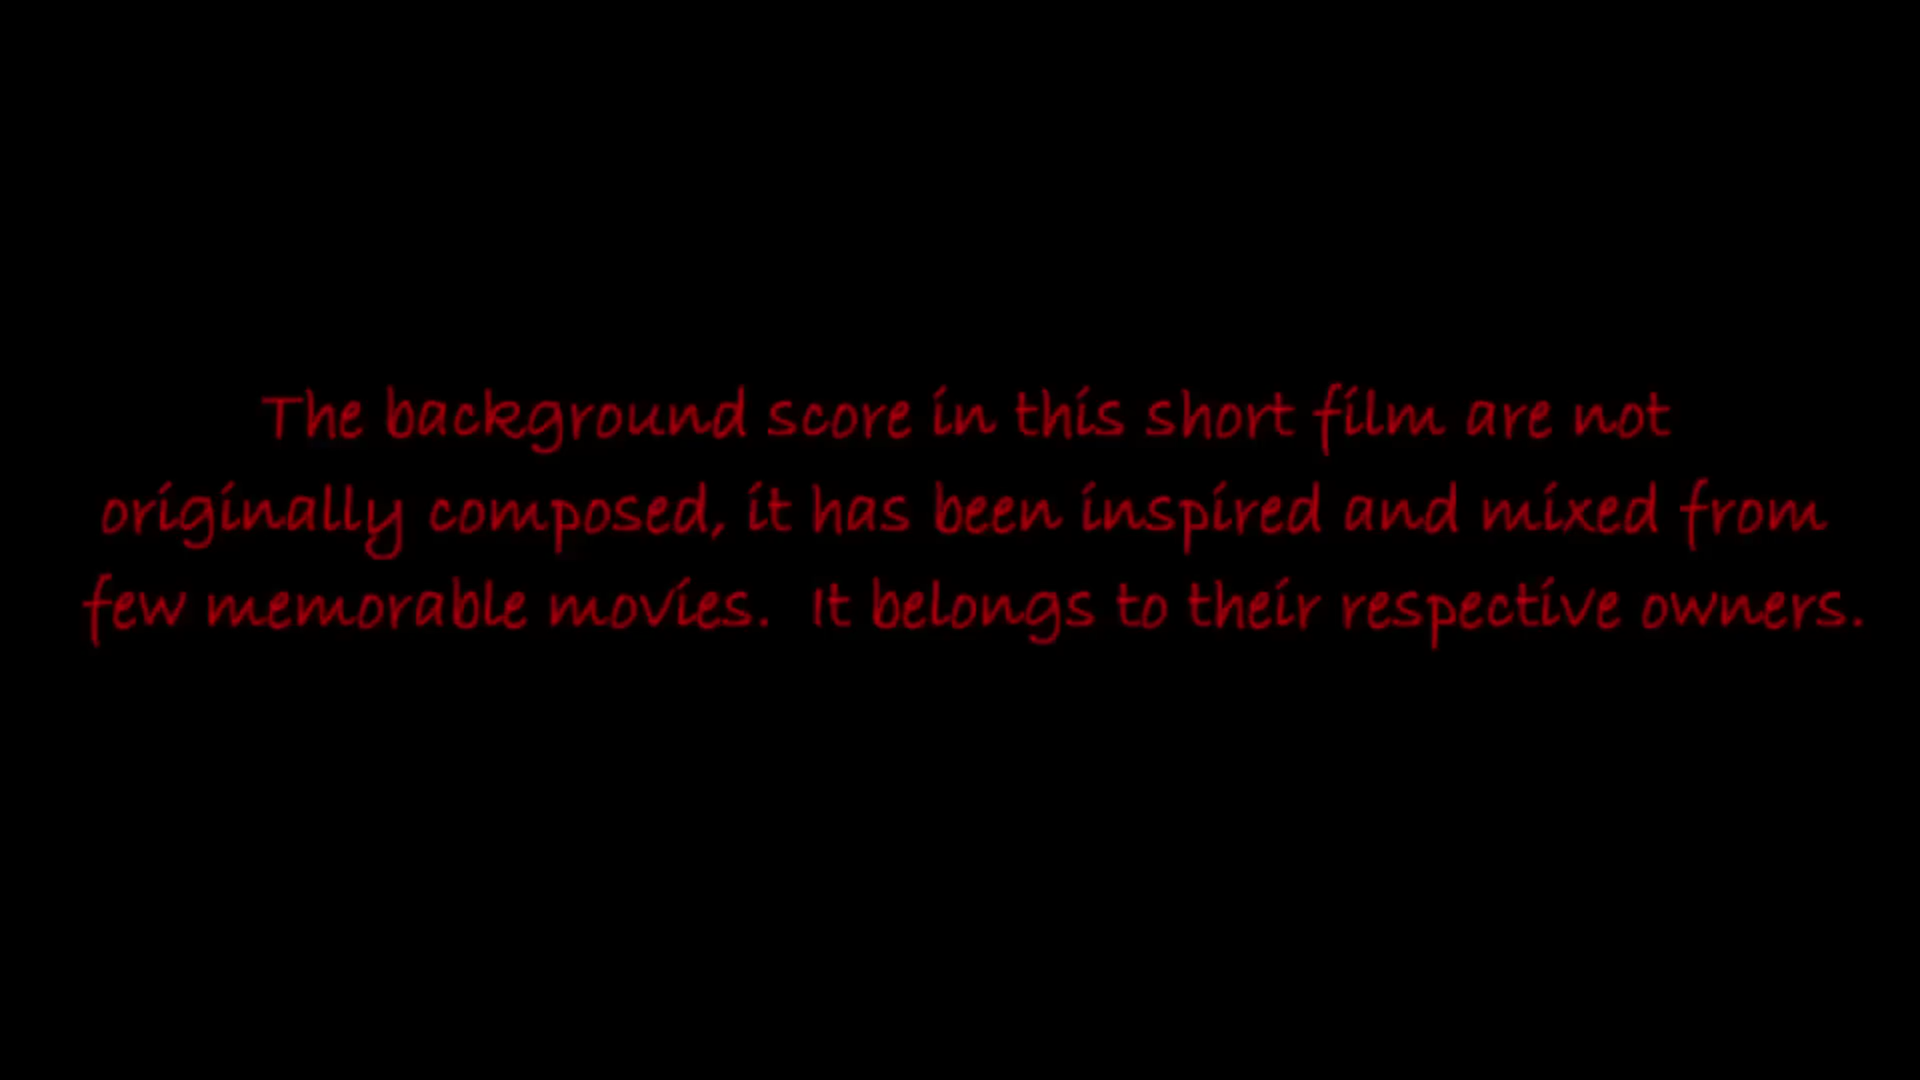 The background score in this short film are not
originally composed, it has been inspired and mixed from
few memorable movies.  It belongs to their respective owners.